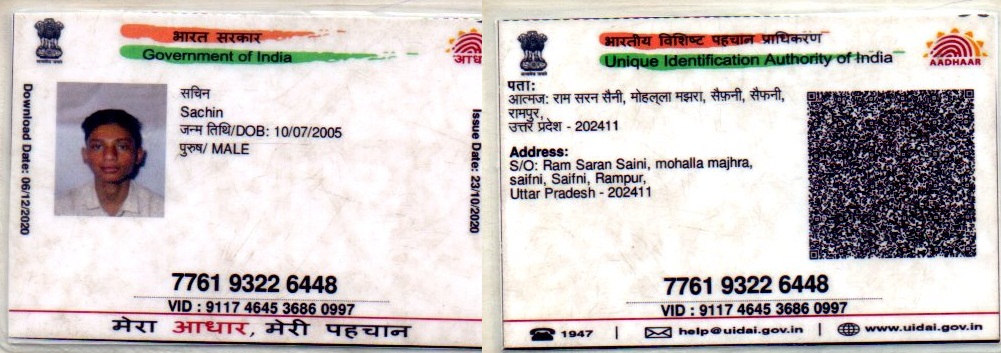 भारत सरकार
Government of India
Download Date: 06/12/2020
सचिन
Sachin
जन्म तिथि/DOB: 10/07/2005
पुरुष/ MALE
Issue Date: 23/10/2020
7761 9322 6448
VID : 9117 4645 3686 0997
मेरा आधार, मेरी पहचान
भारतीय विशिष्ट पहचान प्राधिकरण
Unique Identification Authority of India
AADHAAR
पता:
आत्मज: राम सरन सैनी, मोहल्ला मझरा, सैफ़नी, सैफनी,
रामपुर,
उत्तर प्रदेश - 202411
Address:
S/O: Ram Saran Saini, mohalla majhra,
saifni, Saifni, Rampur,
Uttar Pradesh - 202411
7761 9322 6448
VID : 9117 4645 3686 0997
1947 | help@uidai.gov.in | www.uidai.gov.in